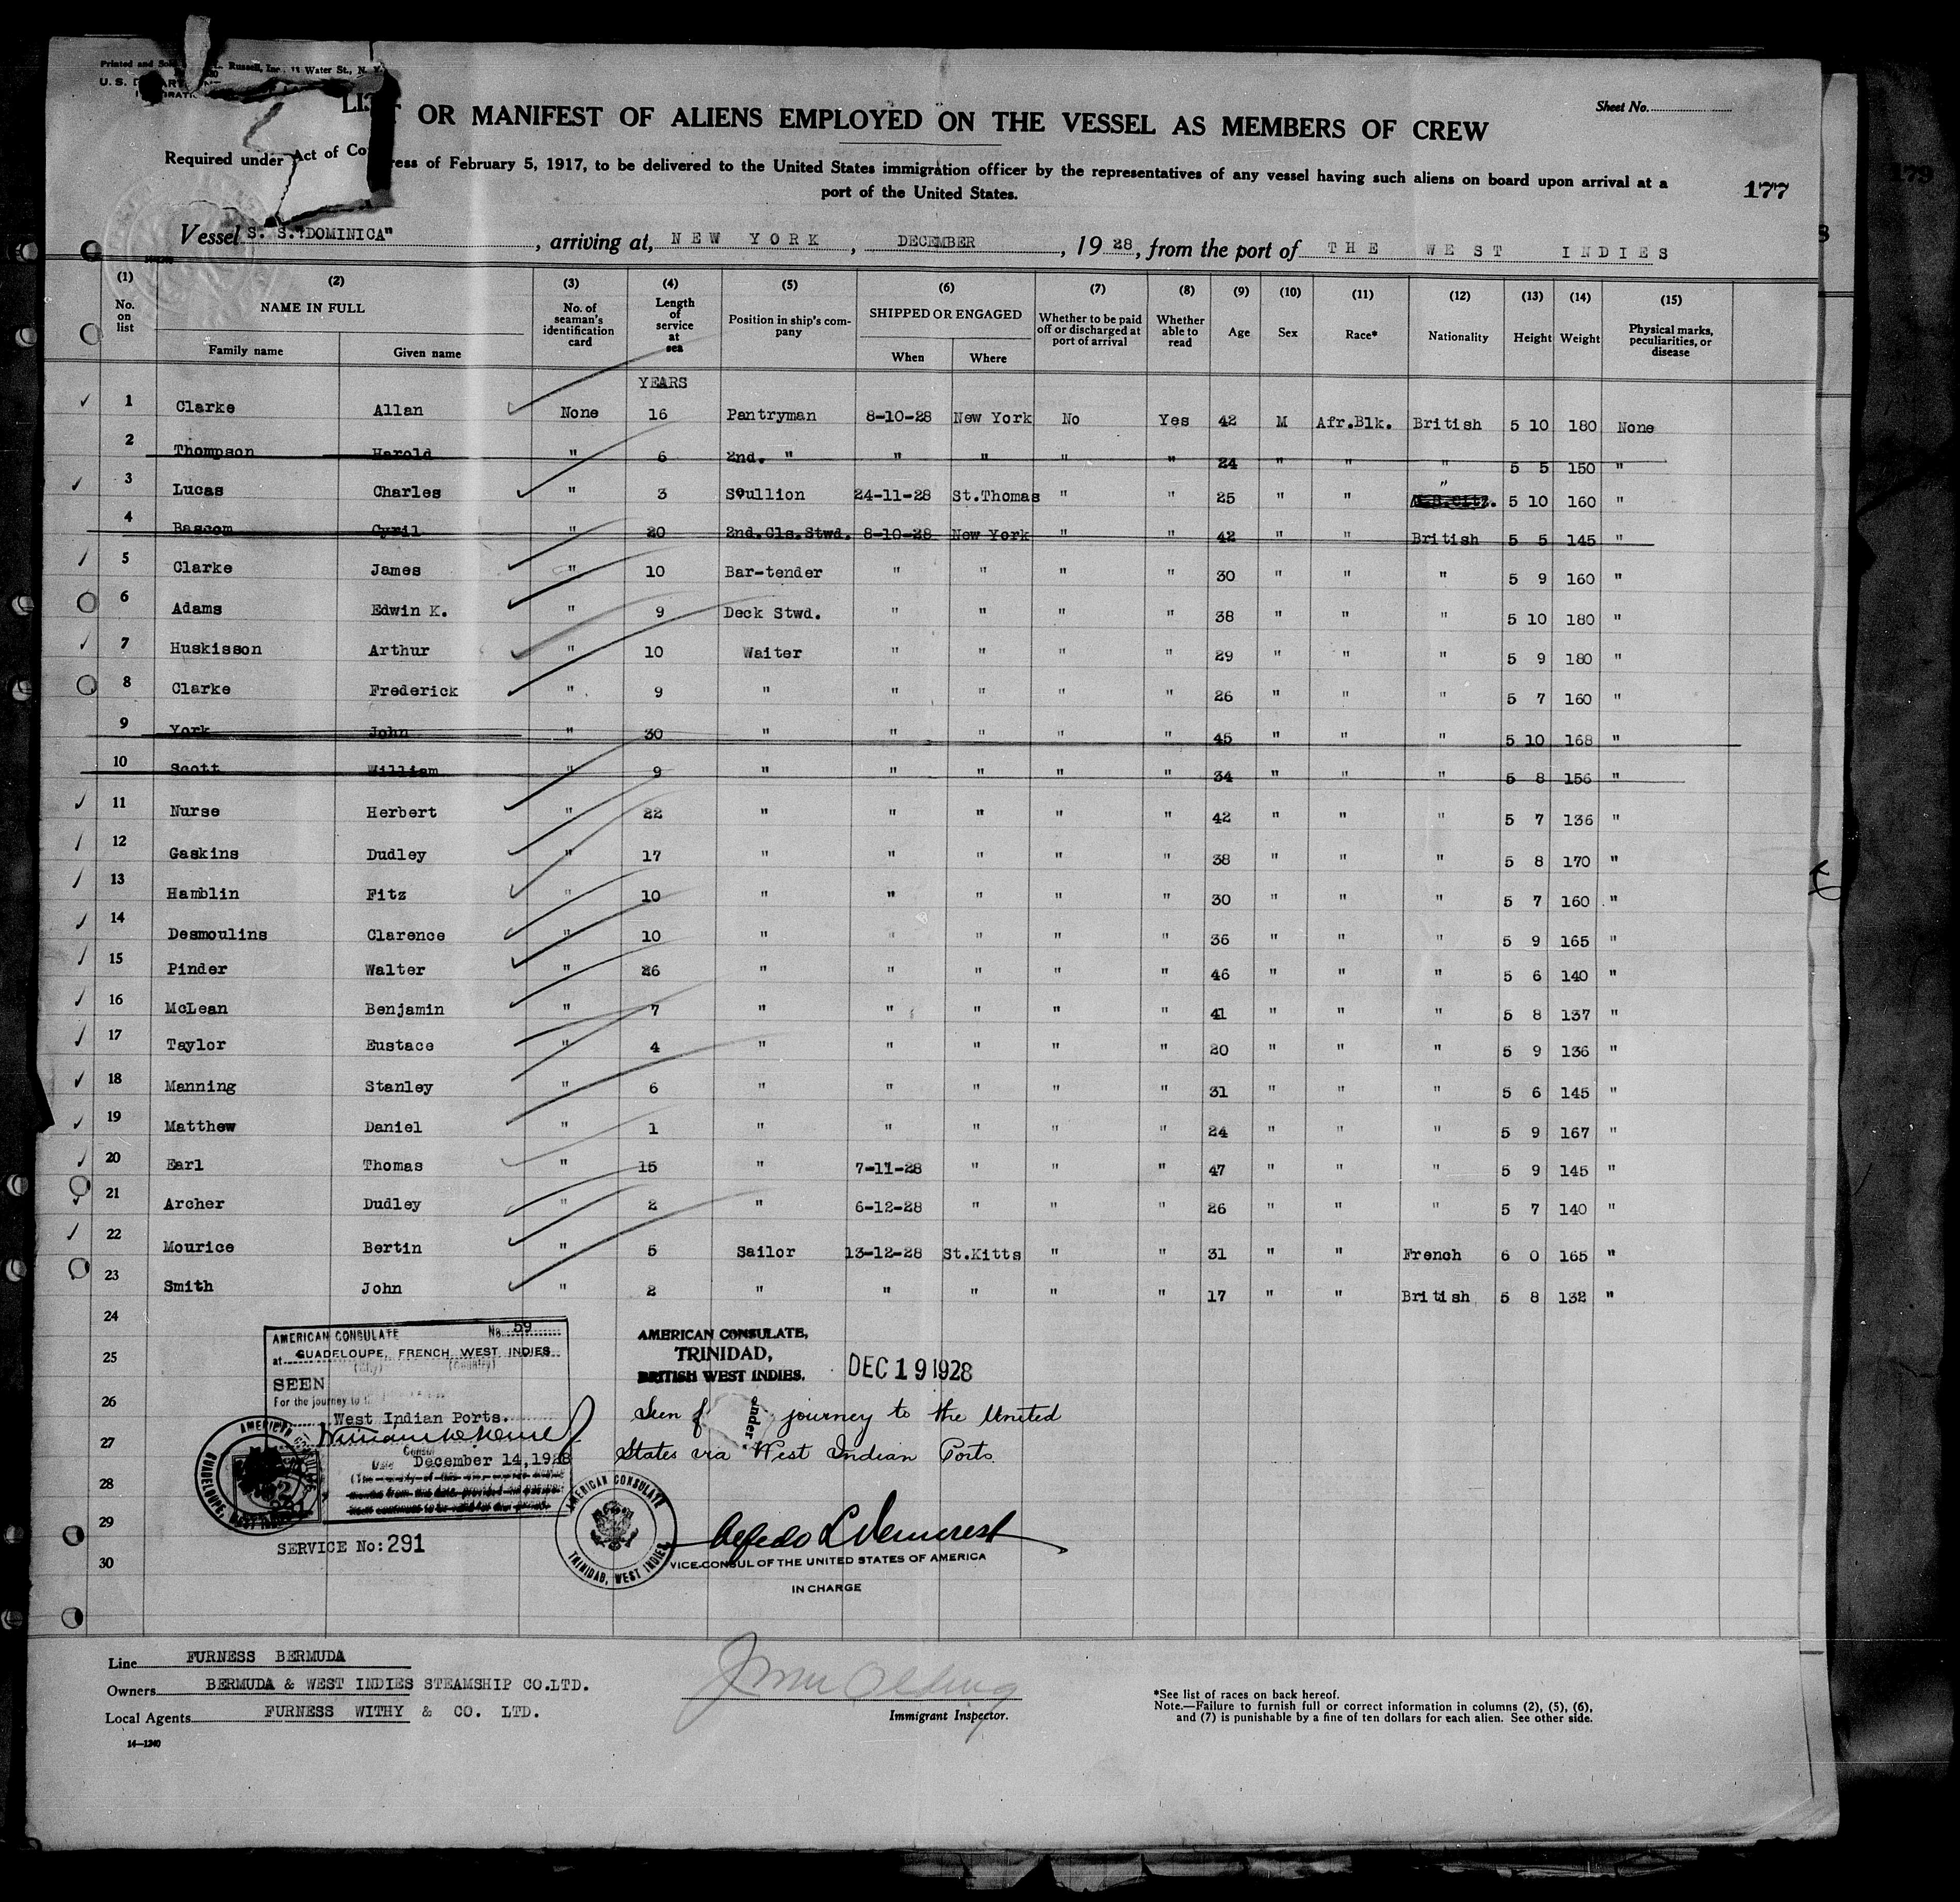 Printed and Sold Russell, Inc., 11 Water St., N. Y.
U. S.
LIST OR MANIFEST OF ALIENS EMPLOYED ON THE VESSEL AS MEMBERS OF CREW
Sheet No.
Required under Act of Co ress of February 5, 1917, to be delivered to the United States immigration officer by the representatives of any vessel having such aliens on board upon arrival at a
port of the United States.
177
179
Vessel S. S. "DOMINICA", arriving at, NEW YORK, DECEMBER, 1928, from the port of THE WEST INDIES
(1) (2) (3) (4) (5) (6) (7) (8) (9) (10) (11) (12) (13) (14) (15)
No. on list NAME IN FULL Family name Given name No. of seaman's identification card Length of service at sea Position in ship's company SHIPPED OR ENGAGED When Where Whether to be paid off or discharged at port of arrival Whether able to read Age Sex Race* Nationality Height Weight Physical marks, peculiarities, or disease
YEARS
1 Clarke Allan None 16 Pantryman 8-10-28 New York No Yes 42 M Afr.Blk. British 5 10 180 None
2 Thompson Harold " 6 2nd. " " " " " 24 " " " 5 5 150 "
3 Lucas Charles " 3 Scullion 24-11-28 St.Thomas " " 25 " " " 5 10 160 "
4 Bascom Cyril " 20 2nd.Cls.Stwd. 8-10-28 New York " " 42 " " British 5 5 145 "
5 Clarke James " 10 Bar-tender " " " " 30 " " " 5 9 160 "
6 Adams Edwin K. " 9 Deck Stwd. " " " " 38 " " " 5 10 180 "
7 Huskisson Arthur " 10 Waiter " " " " 29 " " " 5 9 180 "
8 Clarke Frederick " 9 " " " " " 26 " " " 5 7 160 "
9 York John " 30 " " " " " 45 " " " 5 10 168 "
10 Scott William " 9 " " " " " 34 " " " 5 8 156 "
11 Nurse Herbert " 22 " " " " " 42 " " " 5 7 136 "
12 Gaskins Dudley " 17 " " " " " 38 " " " 5 8 170 "
13 Hamblin Fitz " 10 " " " " " 30 " " " 5 7 160 "
14 Desmoulins Clarence " 10 " " " " " 36 " " " 5 9 165 "
15 Pinder Walter " 26 " " " " " 46 " " " 5 6 140 "
16 McLean Benjamin " 7 " " " " " 41 " " " 5 8 137 "
17 Taylor Eustace " 4 " " " " " 20 " " " 5 9 136 "
18 Manning Stanley " 6 " " " " " 31 " " " 5 6 145 "
19 Matthew Daniel " 1 " " " " " 24 " " " 5 9 167 "
20 Earl Thomas " 15 " 7-11-28 " " " 47 " " " 5 9 145 "
21 Archer Dudley " 2 " 6-12-28 " " " 26 " " " 5 7 140 "
22 Mourice Bertin " 5 Sailor 13-12-28 St.Kitts " " 31 " " French 6 0 165 "
23 Smith John " 2 " " " " " 17 " " British 5 8 132 "
24
25
26
27
28
29
30
AMERICAN CONSULATE No. 59
at GUADELOUPE, FRENCH WEST INDIES
(City) (Country)
SEEN
For the journey to
West Indian Ports.
Consul
Date December 14, 1928
SERVICE No: 291
AMERICAN CONSULATE,
TRINIDAD,
BRITISH WEST INDIES.
DEC 19 1928
Seen f journey to the United
States via West Indian Ports.
AMERICAN CONSULATE
TRINIDAD, WEST INDIES
VICE-CONSUL OF THE UNITED STATES OF AMERICA
IN CHARGE
Line FURNESS BERMUDA
Owners BERMUDA & WEST INDIES STEAMSHIP CO.LTD.
Local Agents FURNESS WITHY & CO. LTD.
14—1240
Immigrant Inspector.
*See list of races on back hereof.
Note.—Failure to furnish full or correct information in columns (2), (5), (6),
and (7) is punishable by a fine of ten dollars for each alien. See other side.